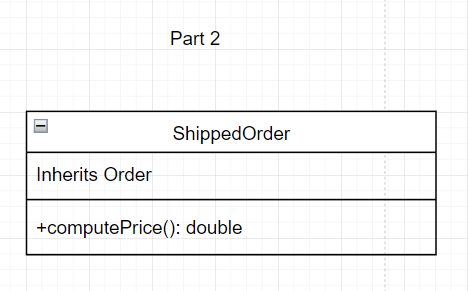 Part 2
ShippedOrder
Inherits Order
+computePrice(): double